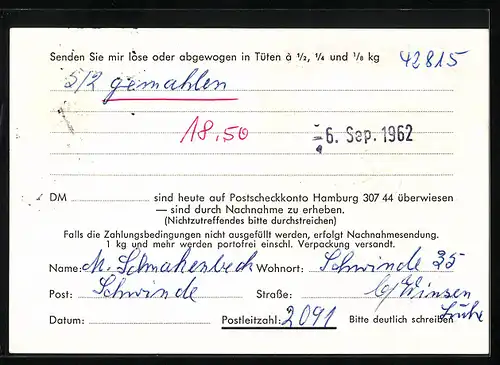 Senden Sie mir lose oder abgewogen in Tüten à ½, ¼ und ⅛ kg 42815
5/2 gemahlen
18.50 -6. Sep. 1962
DM sind heute auf Postscheckkonto Hamburg 307 44 überwiesen
— sind durch Nachnahme zu erheben.
(Nichtzutreffendes bitte durchstreichen)
Falls die Zahlungsbedingungen nicht ausgefüllt werden, erfolgt Nachnahmesendung.
1 kg und mehr werden portofrei einschl. Verpackung versandt.
Name: M. Schmakenbeck Wohnort: Schwinde 35
Post: Schwinde Straße: b/Winsen
Luhe
Datum: Postleitzahl: 2091 Bitte deutlich schreiben